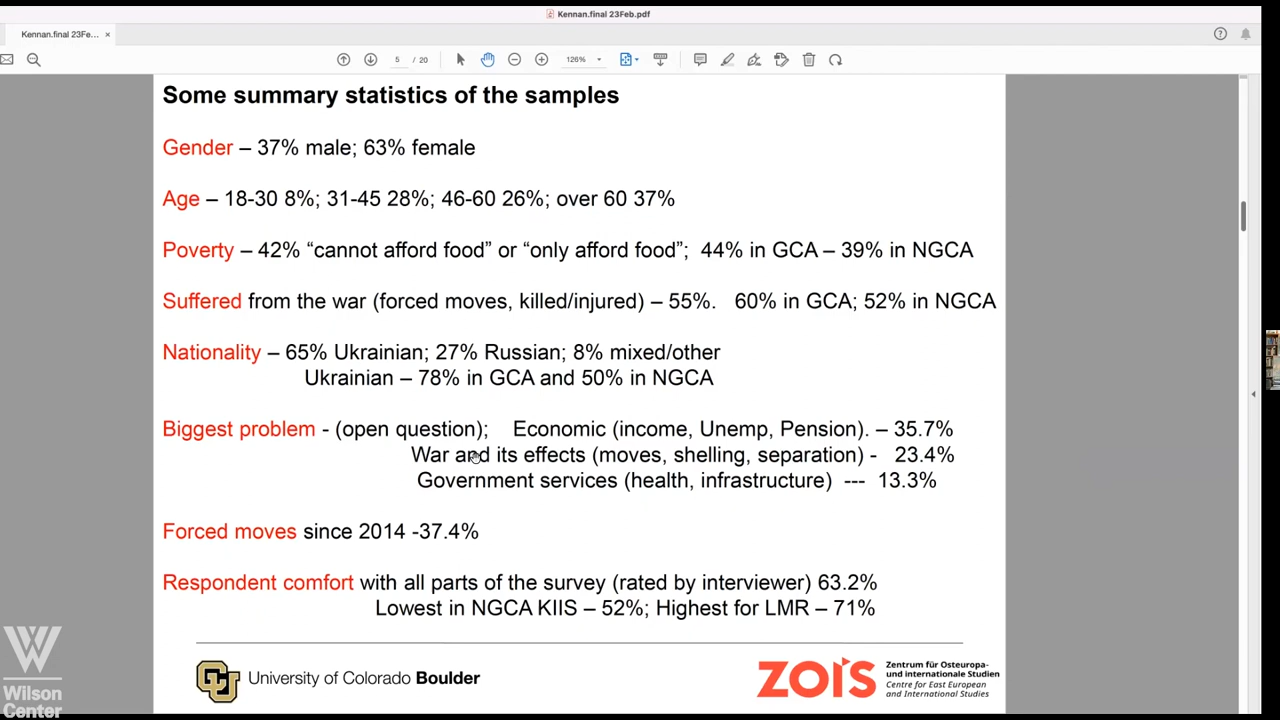 Kennan.final 23Feb.pdf
Kennan.final 23Fe... ×
5 / 20 126%
Some summary statistics of the samples
Gender – 37% male; 63% female
Age – 18-30 8%; 31-45 28%; 46-60 26%; over 60 37%
Poverty – 42% “cannot afford food” or “only afford food”; 44% in GCA – 39% in NGCA
Suffered from the war (forced moves, killed/injured) – 55%. 60% in GCA; 52% in NGCA
Nationality – 65% Ukrainian; 27% Russian; 8% mixed/other
Ukrainian – 78% in GCA and 50% in NGCA
Biggest problem - (open question); Economic (income, Unemp, Pension). – 35.7%
War and its effects (moves, shelling, separation) - 23.4%
Government services (health, infrastructure) --- 13.3%
Forced moves since 2014 -37.4%
Respondent comfort with all parts of the survey (rated by interviewer) 63.2%
Lowest in NGCA KIIS – 52%; Highest for LMR – 71%
CU University of Colorado Boulder
ZOiS Zentrum für Osteuropa-
und internationale Studien
Centre for East European
and International Studies
Wilson
Center